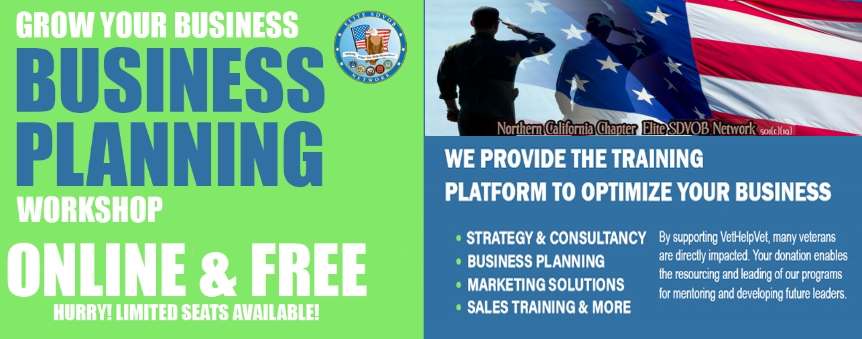 GROW YOUR BUSINESS
BUSINESS
PLANNING
WORKSHOP
ONLINE & FREE
HURRY! LIMITED SEATS AVAILABLE!
ELITE SDVOB
NETWORK
Northern California Chapter Elite SDVOB Network 501(c)(19)
WE PROVIDE THE TRAINING
PLATFORM TO OPTIMIZE YOUR BUSINESS
• STRATEGY & CONSULTANCY
• BUSINESS PLANNING
• MARKETING SOLUTIONS
• SALES TRAINING & MORE
By supporting VetHelpVet, many veterans
are directly impacted. Your donation enables
the resourcing and leading of our programs
for mentoring and developing future leaders.